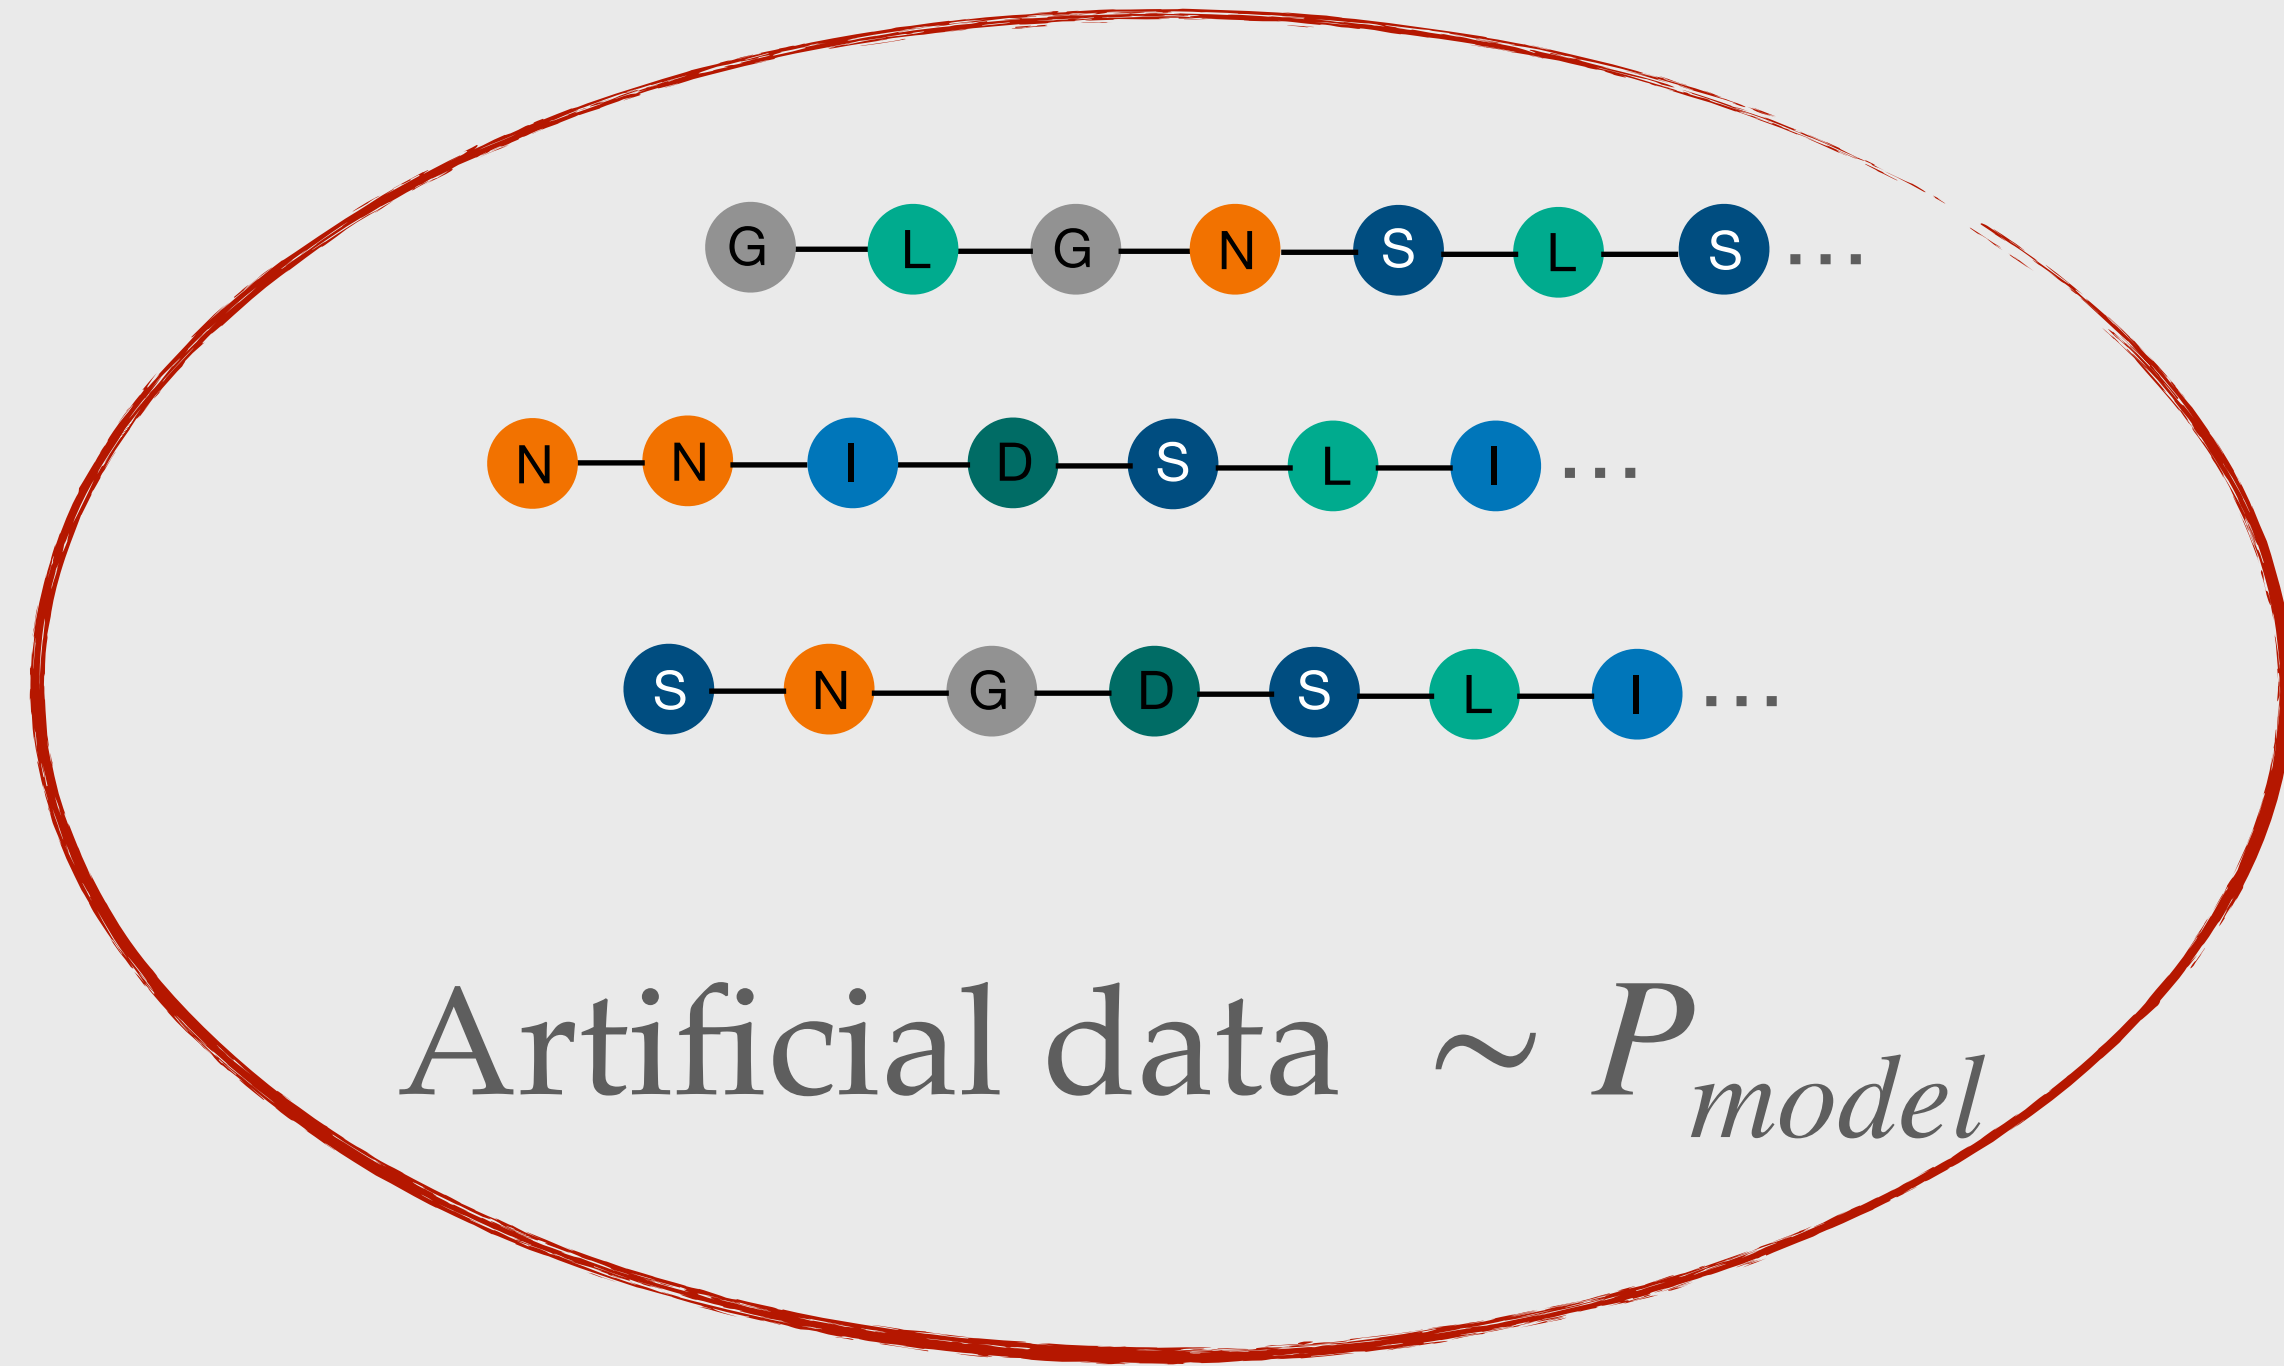 G L G N S L S ...
N N I D S L I ...
S N G D S L I ...
Artificial data ~ P_model